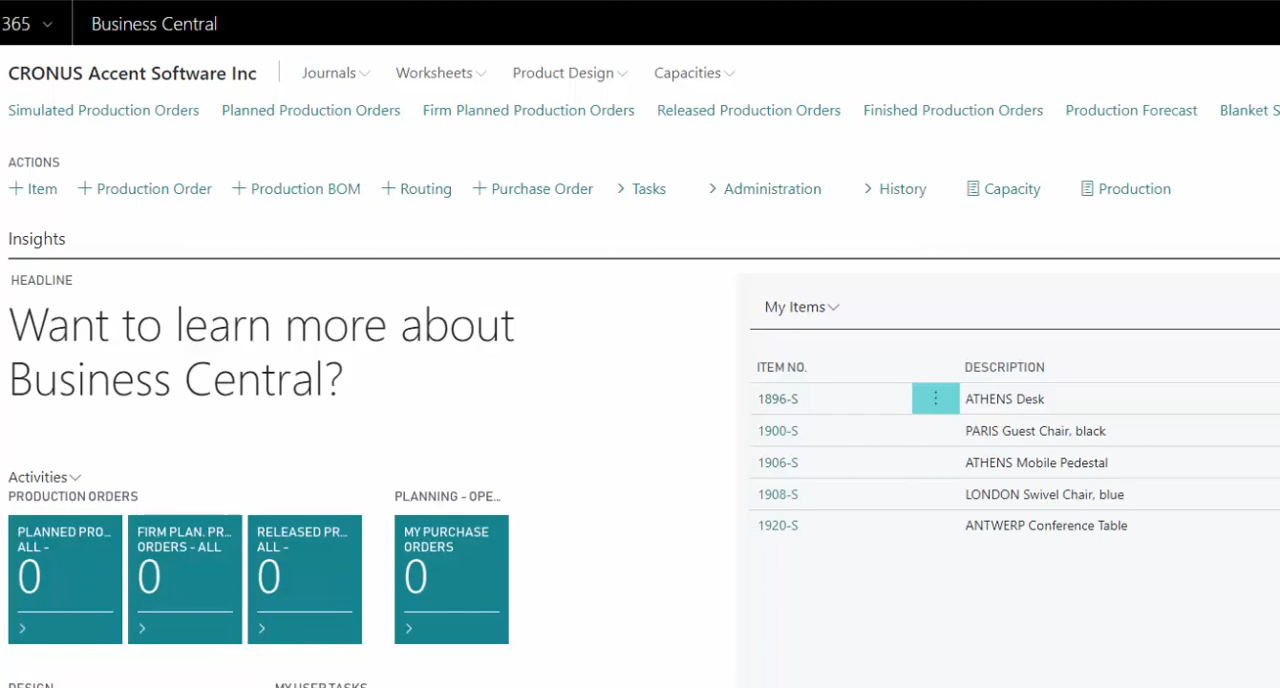 365 Business Central
CRONUS Accent Software Inc Journals Worksheets Product Design Capacities
Simulated Production Orders Planned Production Orders Firm Planned Production Orders Released Production Orders Finished Production Orders Production Forecast Blanket S
ACTIONS
+ Item + Production Order + Production BOM + Routing + Purchase Order > Tasks > Administration > History Capacity Production
Insights
HEADLINE
Want to learn more about
Business Central?
My Items
ITEM NO. DESCRIPTION
1896-S ATHENS Desk
1900-S PARIS Guest Chair, black
1906-S ATHENS Mobile Pedestal
1908-S LONDON Swivel Chair, blue
1920-S ANTWERP Conference Table
Activities
PRODUCTION ORDERS PLANNING - OPE...
PLANNED PRO... FIRM PLAN. PR... RELEASED PR... MY PURCHASE
ALL - ORDERS - ALL ALL - ORDERS
0 0 0 0
> > > >
DESIGN MY USER TASKS